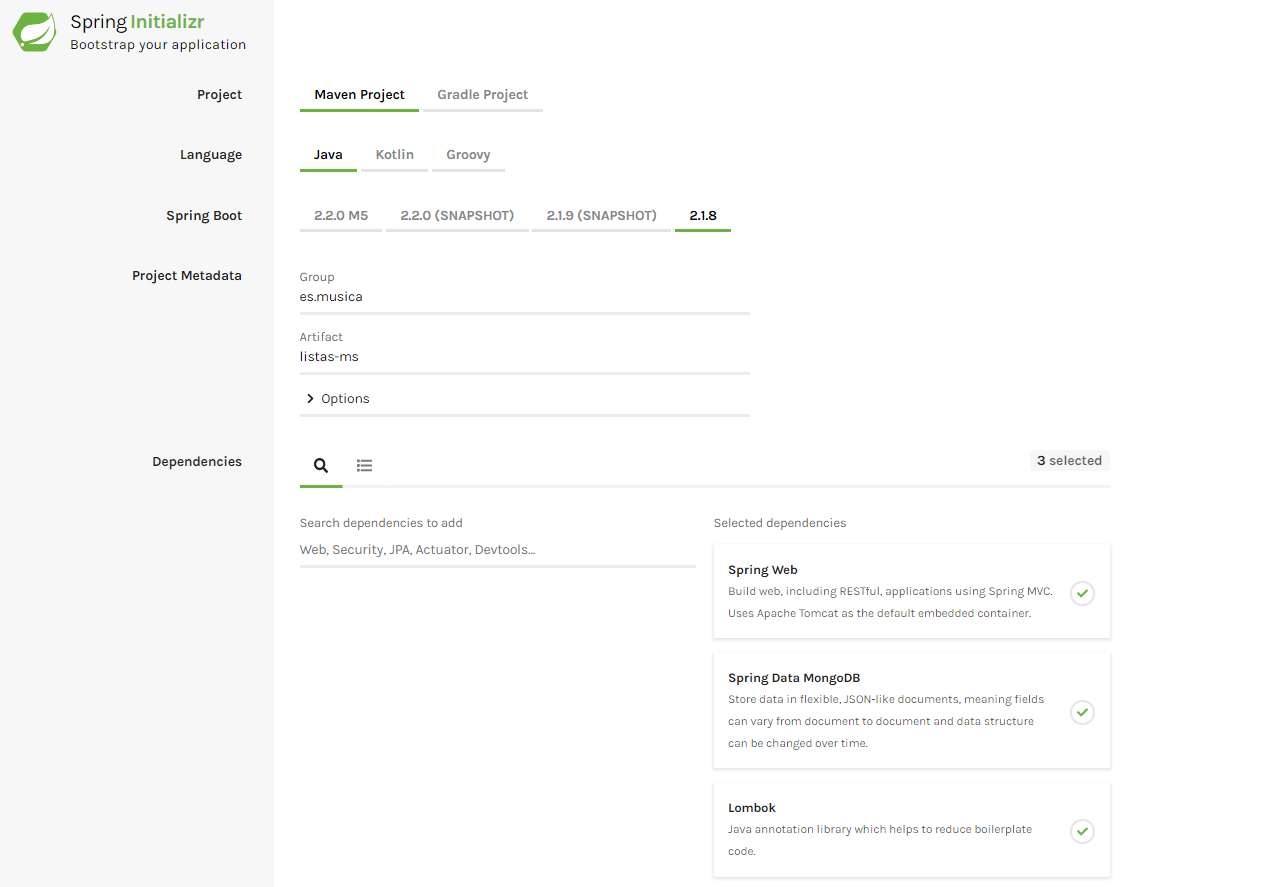 Spring Initializr
Bootstrap your application
Project
Maven Project
Gradle Project
Language
Java
Kotlin
Groovy
Spring Boot
2.2.0 M5
2.2.0 (SNAPSHOT)
2.1.9 (SNAPSHOT)
2.1.8
Project Metadata
Group
es.musica
Artifact
listas-ms
Options
Dependencies
3 selected
Search dependencies to add
Web, Security, JPA, Actuator, Devtools...
Selected dependencies
Spring Web
Build web, including RESTful, applications using Spring MVC.
Uses Apache Tomcat as the default embedded container.
Spring Data MongoDB
Store data in flexible, JSON-like documents, meaning fields
can vary from document to document and data structure
can be changed over time.
Lombok
Java annotation library which helps to reduce boilerplate
code.